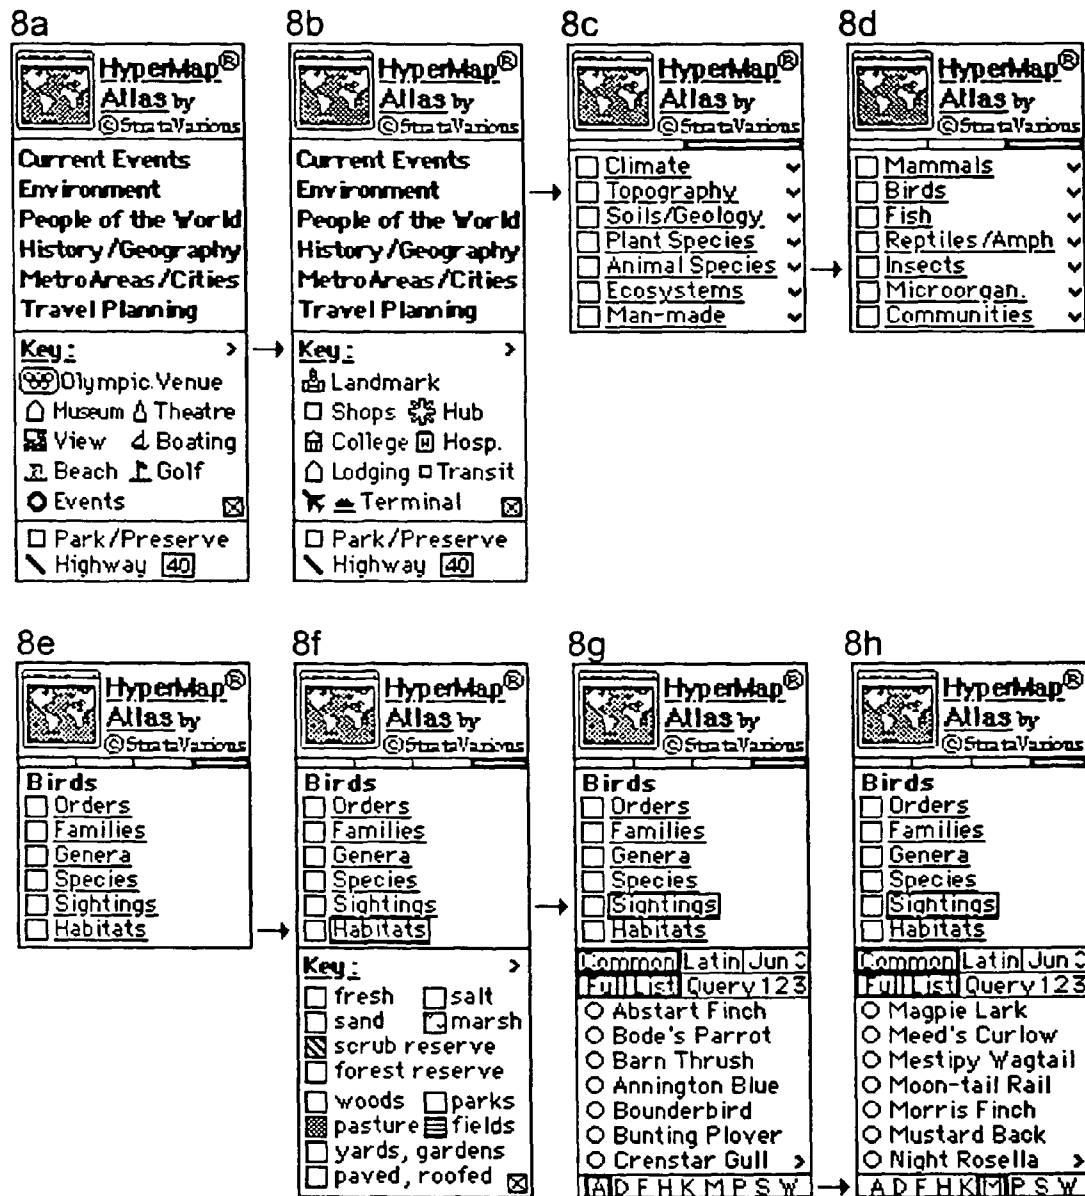 8a
HyperMap®
Atlas by
©StrataVarious
Current Events
Environment
People of the World
History/Geography
Metro Areas/Cities
Travel Planning
Key: >
Olympic Venue
Museum Theatre
View Boating
Beach Golf
Events
Park/Preserve
Highway 40
8b
HyperMap®
Atlas by
©StrataVarious
Current Events
Environment
People of the World
History/Geography
Metro Areas/Cities
Travel Planning
Key: >
Landmark
Shops Hub
College H Hosp.
Lodging Transit
Terminal
Park/Preserve
Highway 40
8c
HyperMap®
Atlas by
©StrataVarious
Climate
Topography
Soils/Geology
Plant Species
Animal Species
Ecosystems
Man-made
8d
HyperMap®
Atlas by
©StrataVarious
Mammals
Birds
Fish
Reptiles/Amph
Insects
Microorgan.
Communities
8e
HyperMap®
Atlas by
©StrataVarious
Birds
Orders
Families
Genera
Species
Sightings
Habitats
8f
HyperMap®
Atlas by
©StrataVarious
Birds
Orders
Families
Genera
Species
Sightings
Habitats
Key: >
fresh salt
sand marsh
scrub reserve
forest reserve
woods parks
pasture fields
yards, gardens
paved, roofed
8g
HyperMap®
Atlas by
©StrataVarious
Birds
Orders
Families
Genera
Species
Sightings
Habitats
Common Latin Jun
Full List Query 1 2 3
Abstart Finch
Bode's Parrot
Barn Thrush
Annington Blue
Bounderbird
Bunting Plover
Crenstar Gull >
A D F H K M P S W
8h
HyperMap®
Atlas by
©StrataVarious
Birds
Orders
Families
Genera
Species
Sightings
Habitats
Common Latin Jun
Full List Query 1 2 3
Magpie Lark
Meed's Curlow
Mestipy Wagtail
Moon-tail Rail
Morris Finch
Mustard Back
Night Rosella >
A D F H K M P S W